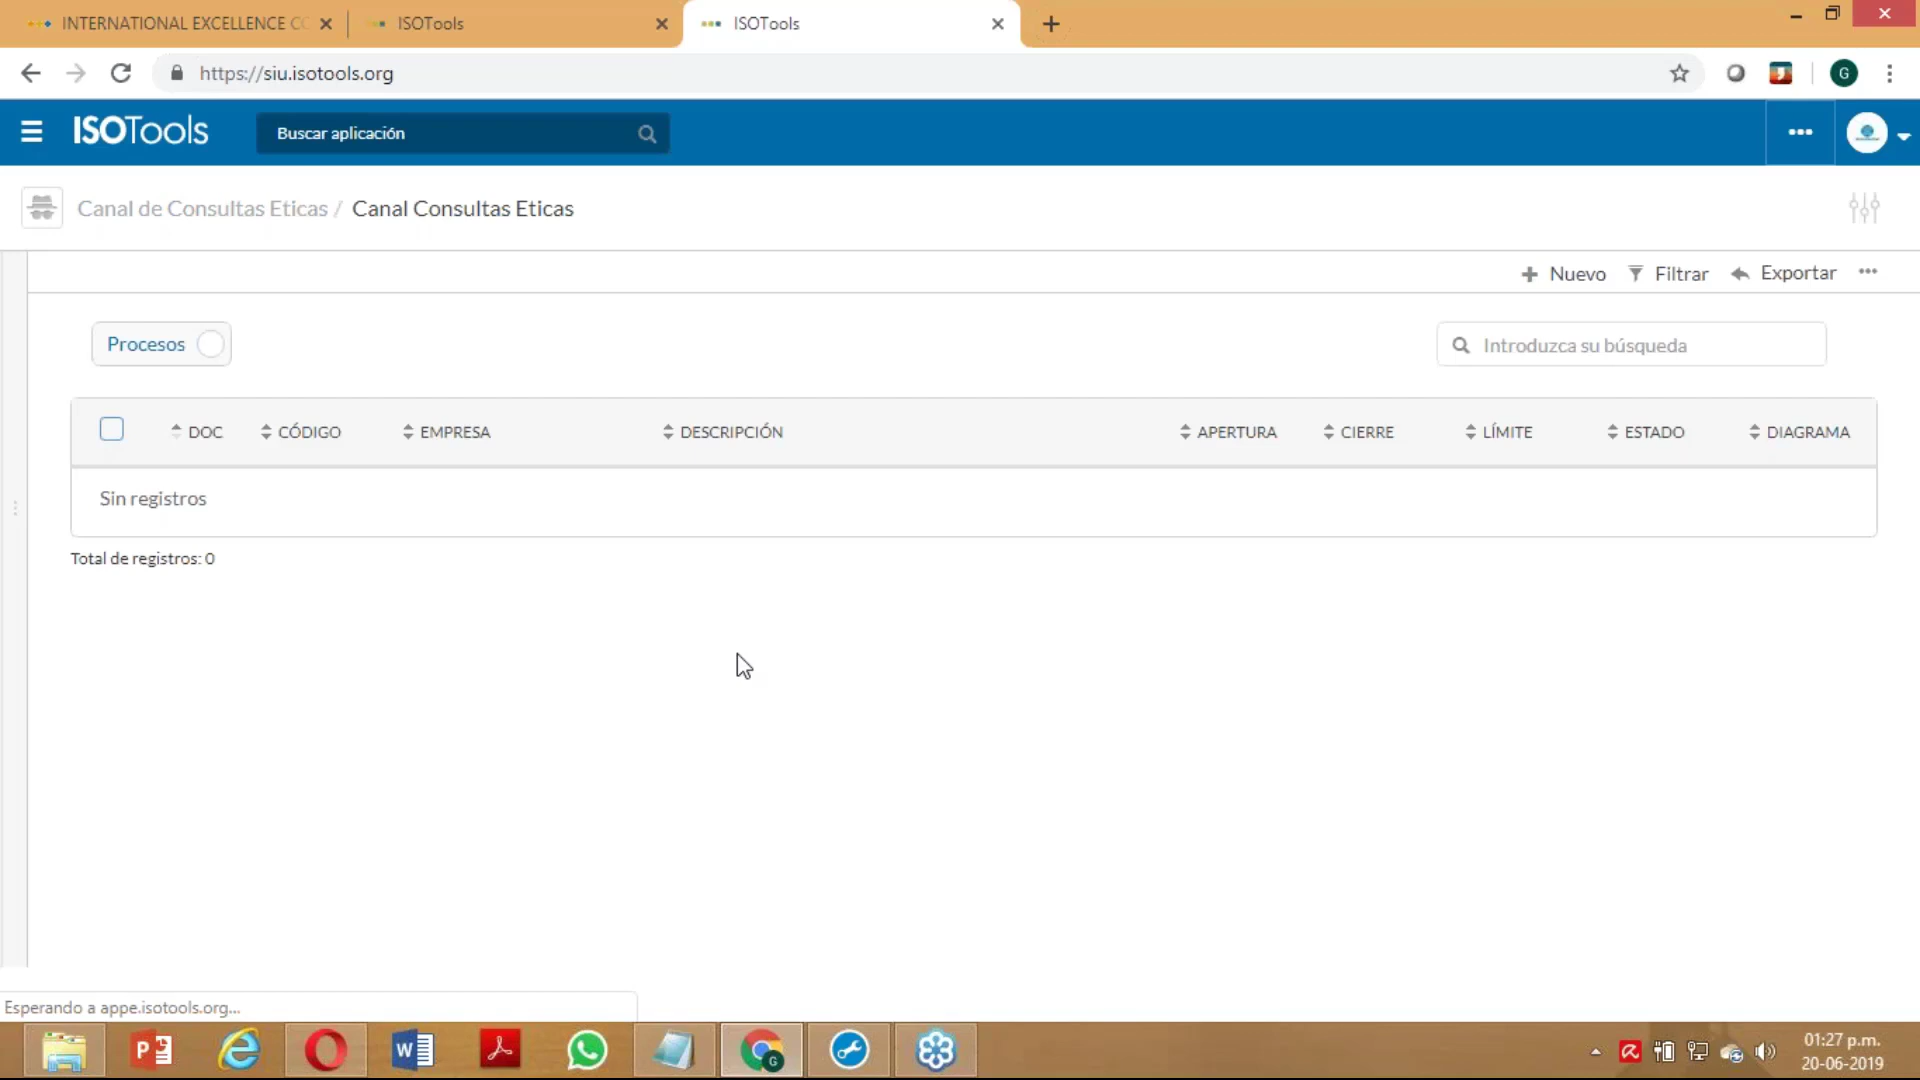 INTERNATIONAL EXCELLENCE CO
ISOTools
ISOTools
https://siu.isotools.org
G
ISOTools
Buscar aplicación
Canal de Consultas Eticas / Canal Consultas Eticas
Nuevo
Filtrar
Exportar
Procesos
Introduzca su búsqueda
DOC
CÓDIGO
EMPRESA
DESCRIPCIÓN
APERTURA
CIERRE
LÍMITE
ESTADO
DIAGRAMA
Sin registros
Total de registros: 0
Esperando a appe.isotools.org...
01:27 p.m.
20-06-2019